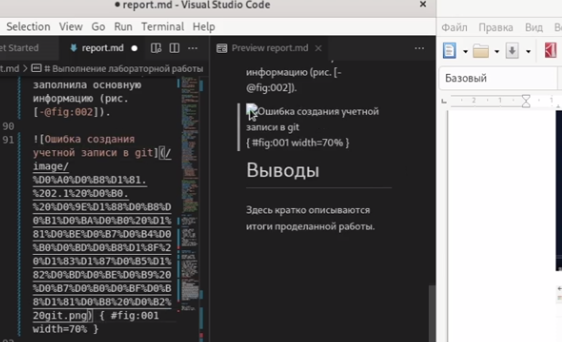 report.md - Visual Studio Code
Selection View Go Run Terminal Help
et Started
report.md
t.md > # Выполнение лабораторной работы
заполнила основную
информацию (рис.
[-@fig:002]).
90
91
![Ошибка создания
учетной записи в git](/
image/
%D0%A0%D0%B8%D1%81.
%202.1%20%D0%B0.
%20%D0%9E%D1%88%D0%B8%D
0%B1%D0%BA%D0%B0%20%D1%
81%D0%BE%D0%B7%D0%B4%D0
%B0%D0%BD%D0%B8%D1%8F%2
0%D1%83%D1%87%D0%B5%D1%
82%D0%BD%D0%BE%D0%B9%20
%D0%B7%D0%B0%D0%BF%D0%B
8%D1%81%D0%B8%20%D0%B2%
20git.png) { #fig:001
width=70% }
Preview report.md
информацию (рис. [-
@fig:002]).
Ошибка создания учетной
записи в git
{ #fig:001 width=70% }
Выводы
Здесь кратко описываются
итоги проделанной работы.
Файл Правка Вид
Базовый
2 1